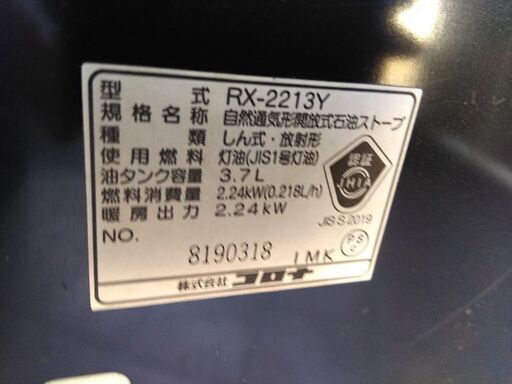 型 式 RX-2213Y
規格名称 自然通気形開放式石油ストーブ
種 類 しん式・放射形
使用燃料 灯油(JIS1号灯油)
油タンク容量 3.7L
燃料消費量 2.24kW(0.218L/h)
暖房出力 2.24kW
NO. 8190318 IMK
認証
JHIA
JIS S 2019
PS
C
株式会社 コロナ